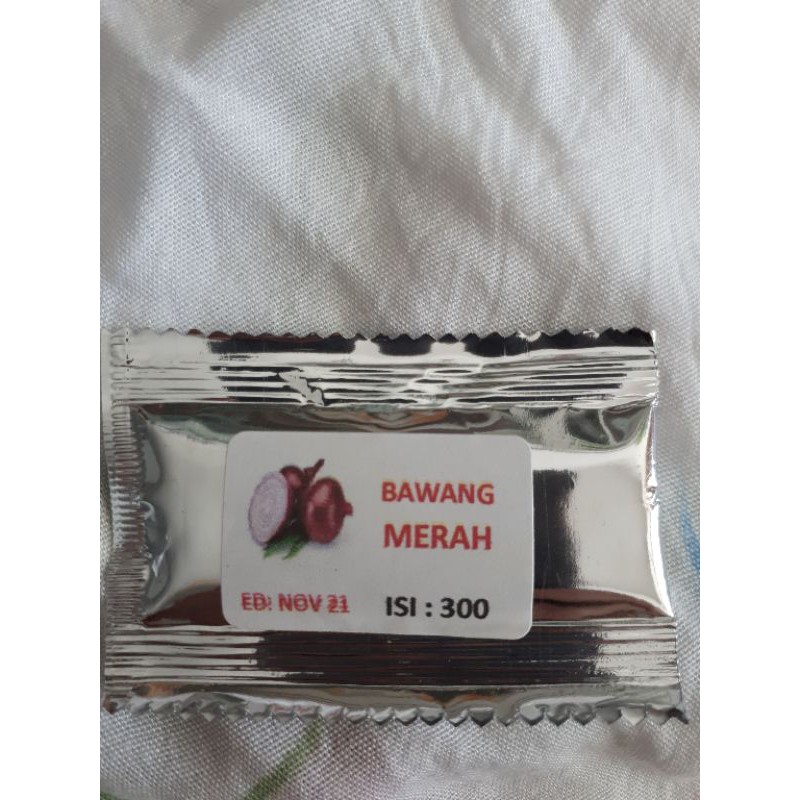 BAWANG
MERAH
ED: NOV 21
ISI : 300